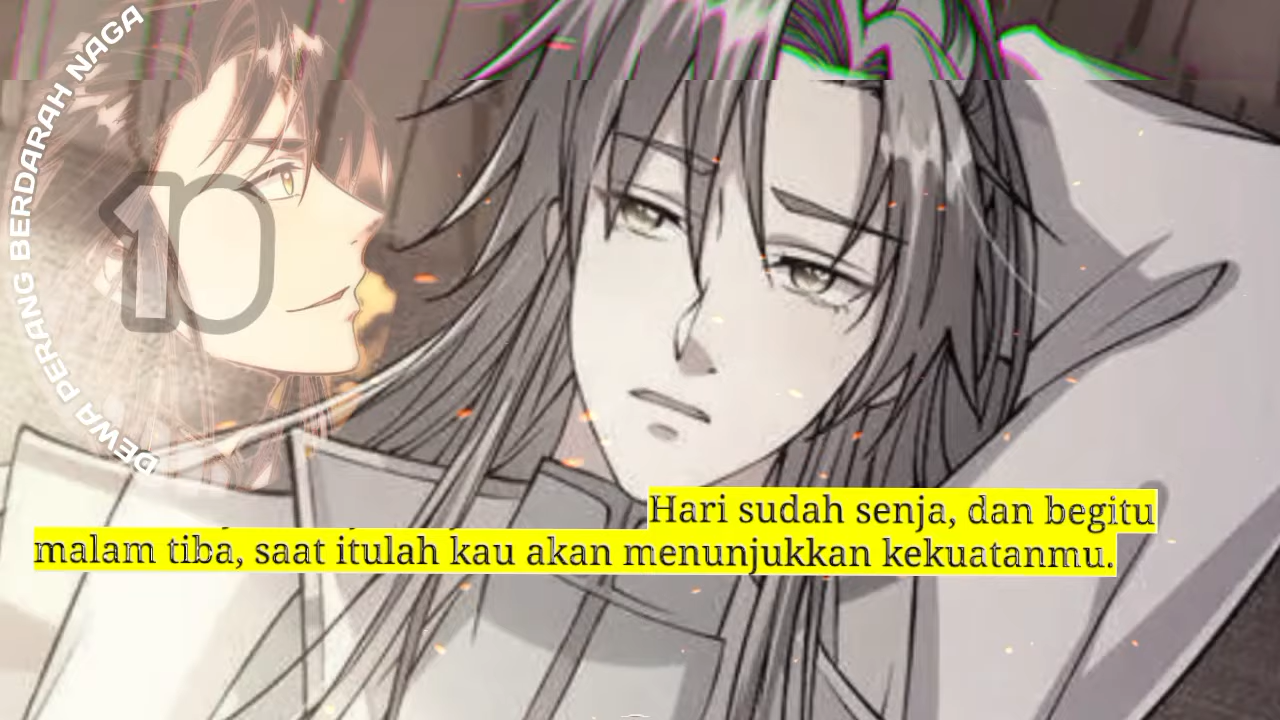 DEWA PERANG BERDARAH NAGA
10
Hari sudah senja, dan begitu
malam tiba, saat itulah kau akan menunjukkan kekuatanmu.